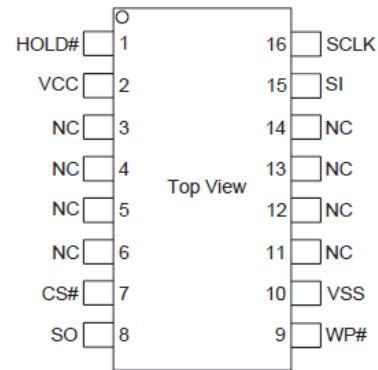 HOLD# 1 16 SCLK
VCC 2 15 SI
NC 3 14 NC
NC 4 13 NC
Top View
NC 5 12 NC
NC 6 11 NC
CS# 7 10 VSS
SO 8 9 WP#